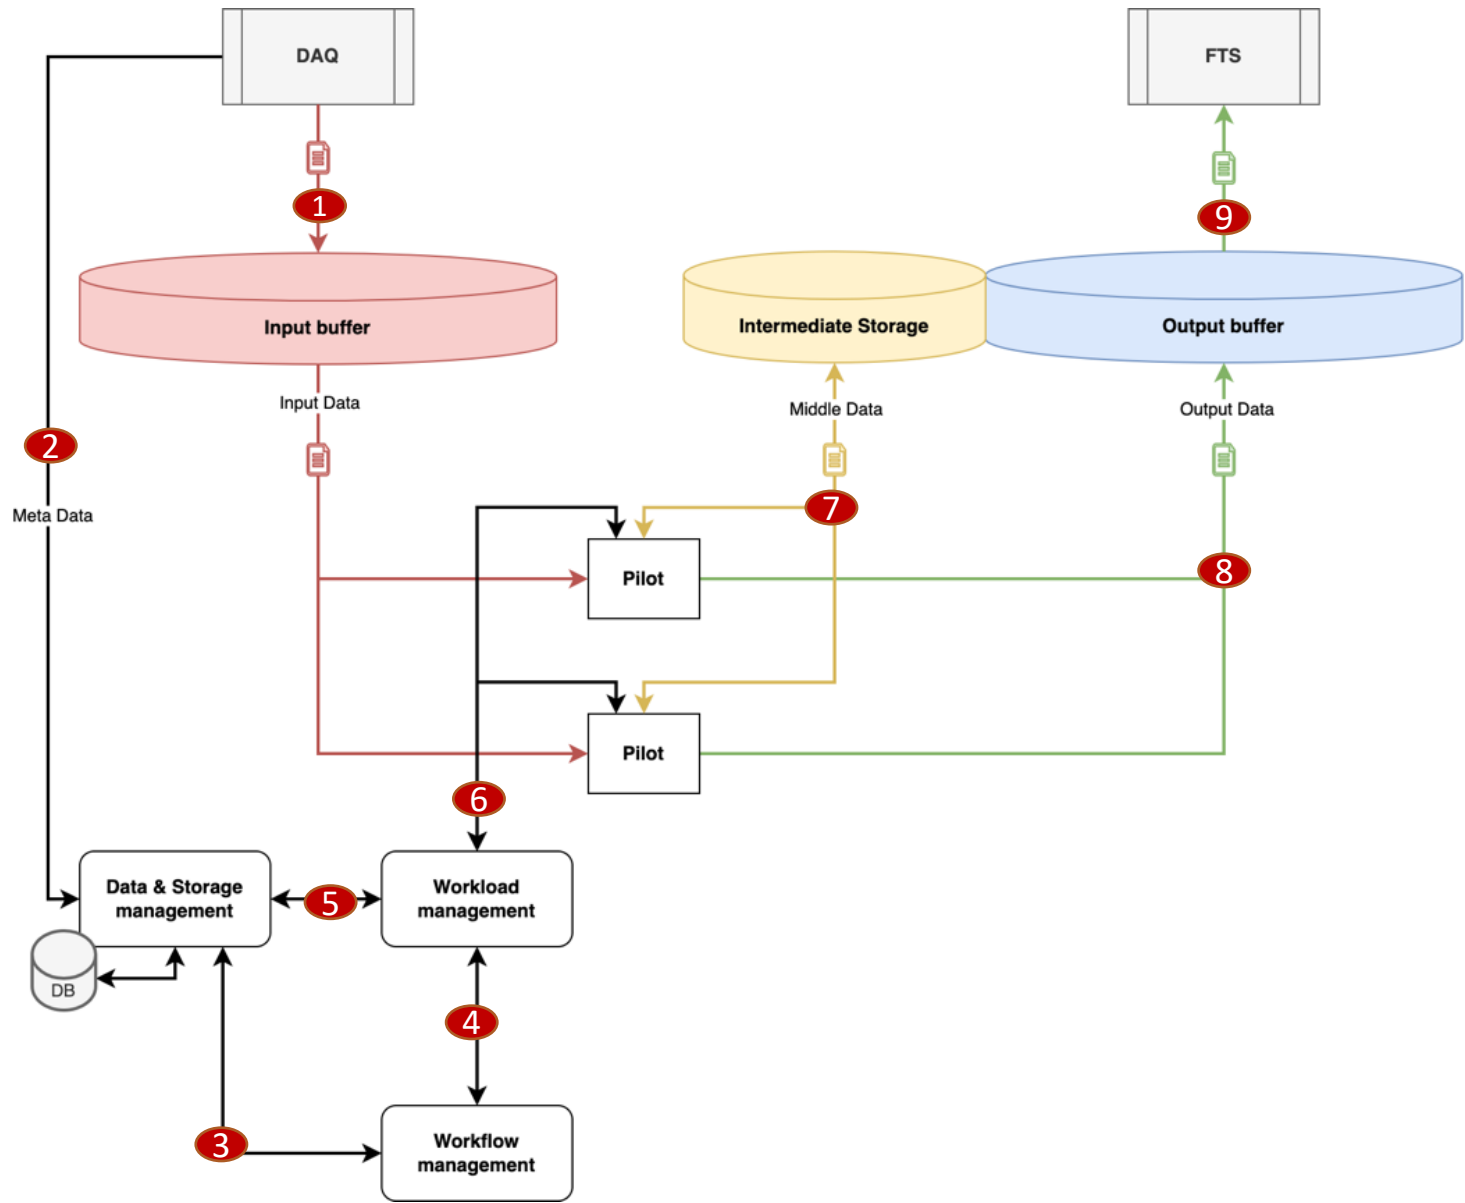 DAQ
FTS
1
9
Input buffer
Intermediate Storage
Output buffer
Input Data
Middle Data
Output Data
2
Meta Data
7
Pilot
8
Pilot
6
Data & Storage
management
5
Workload
management
DB
4
3
Workflow
management